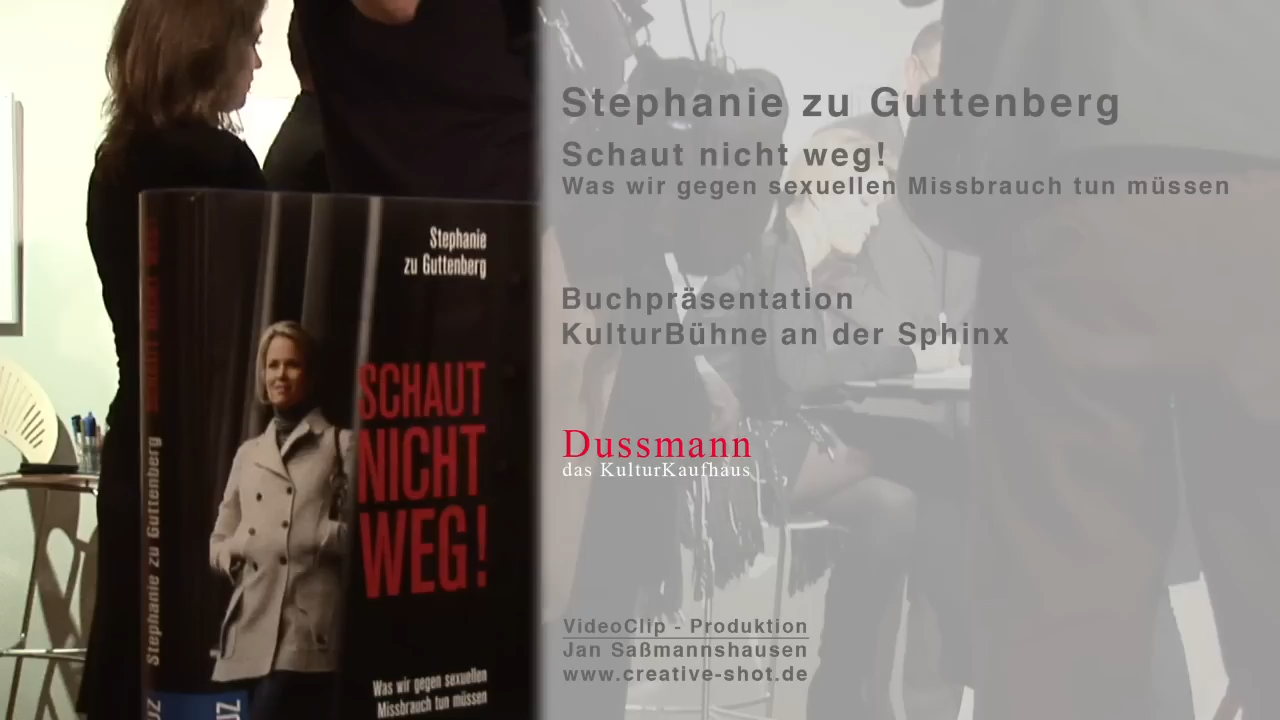 Stephanie zu Guttenberg
Schaut nicht weg!
Was wir gegen sexuellen Missbrauch tun müssen
Buchpräsentation
KulturBühne an der Sphinx
Dussmann
das KulturKaufhaus
VideoClip - Produktion
Jan Saßmannshausen
www.creative-shot.de
Stephanie
zu Guttenberg
SCHAUT
NICHT
WEG!
Was wir gegen sexuellen
Missbrauch tun müssen
Stephanie zu Guttenberg